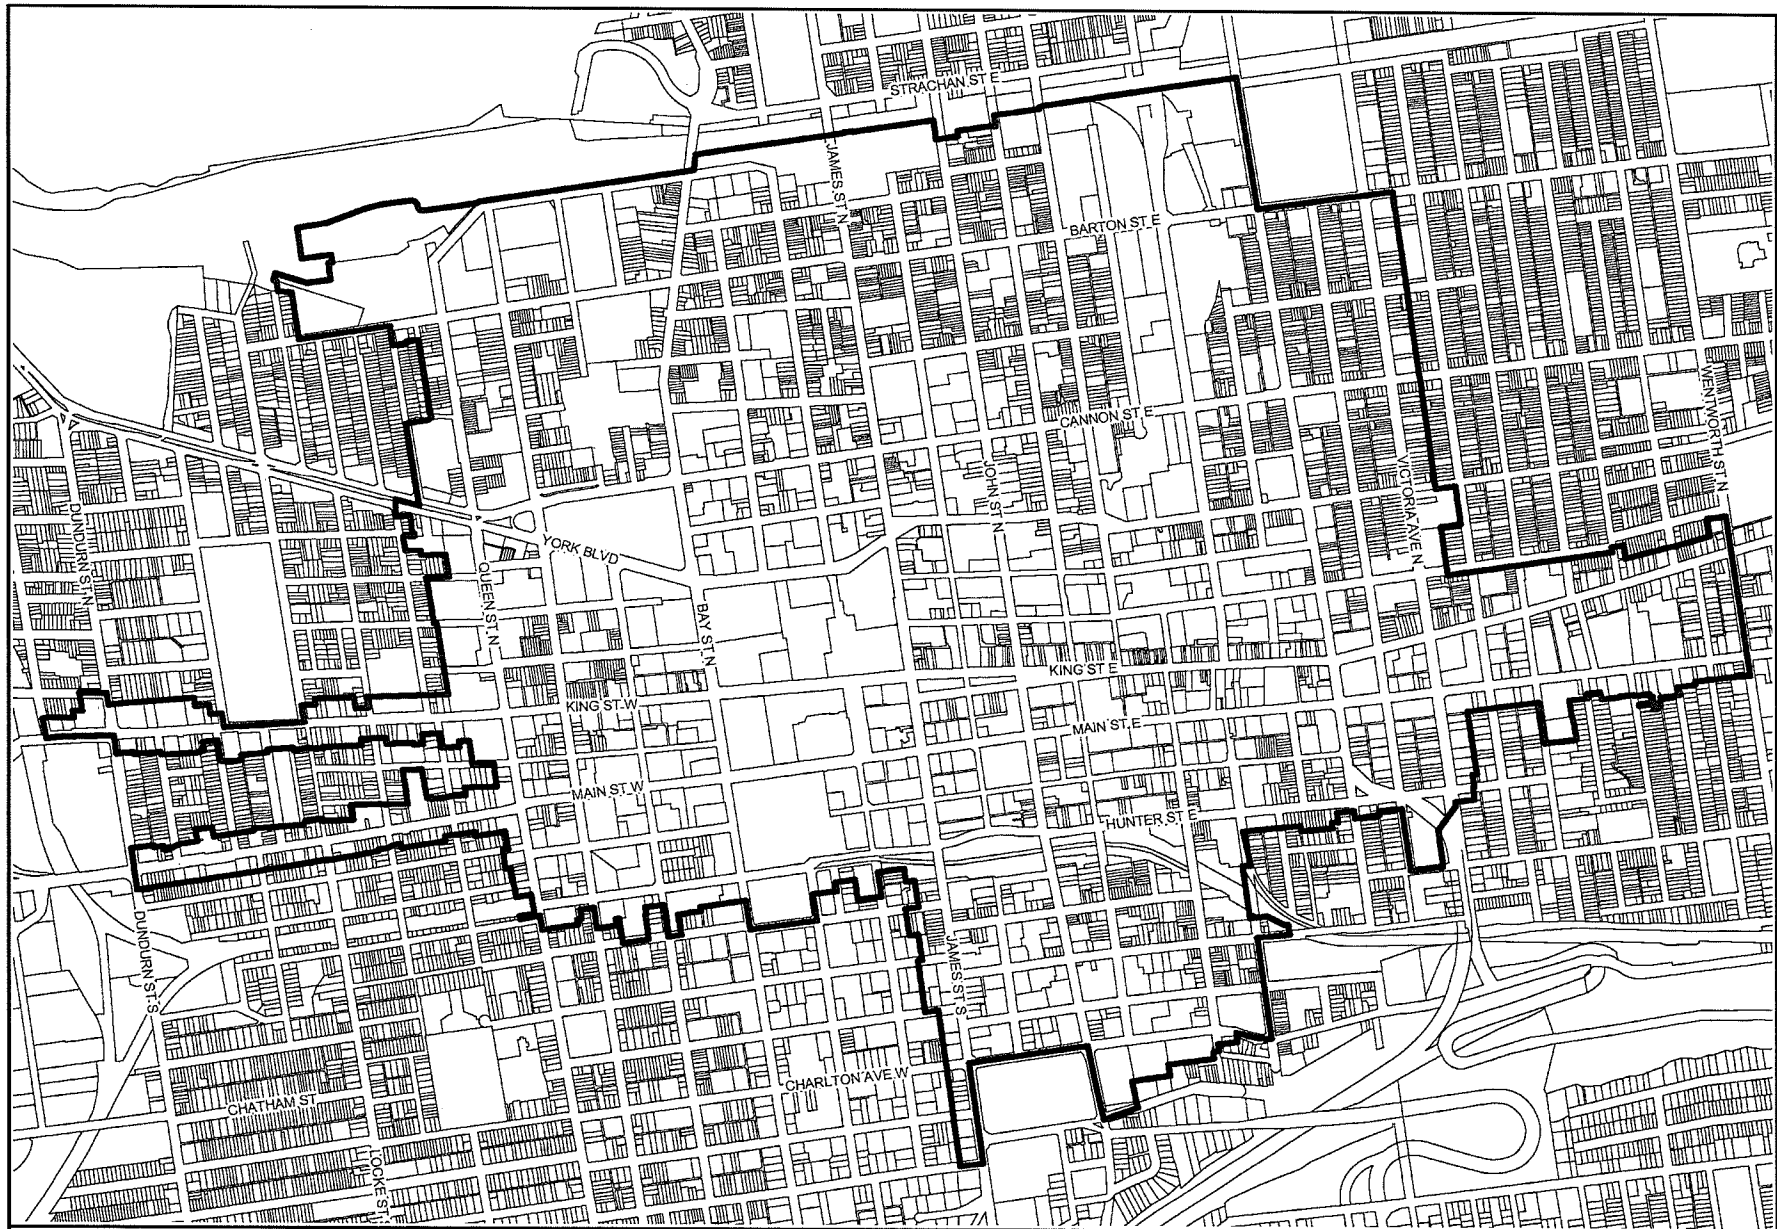 STRACHAN ST E
JAMES ST N
BARTON ST E
CANNON ST E
WENTWORTH ST N
VICTORIA AVE N
JOHN ST N
DUNDURN ST N
YORK BLVD
QUEEN ST N
BAY ST N
KING ST E
KING ST W
MAIN ST E
MAIN ST W
HUNTER ST E
DUNDURN ST S
JAMES ST S
CHARLTON AVE W
CHATHAM ST
LOCKE ST S